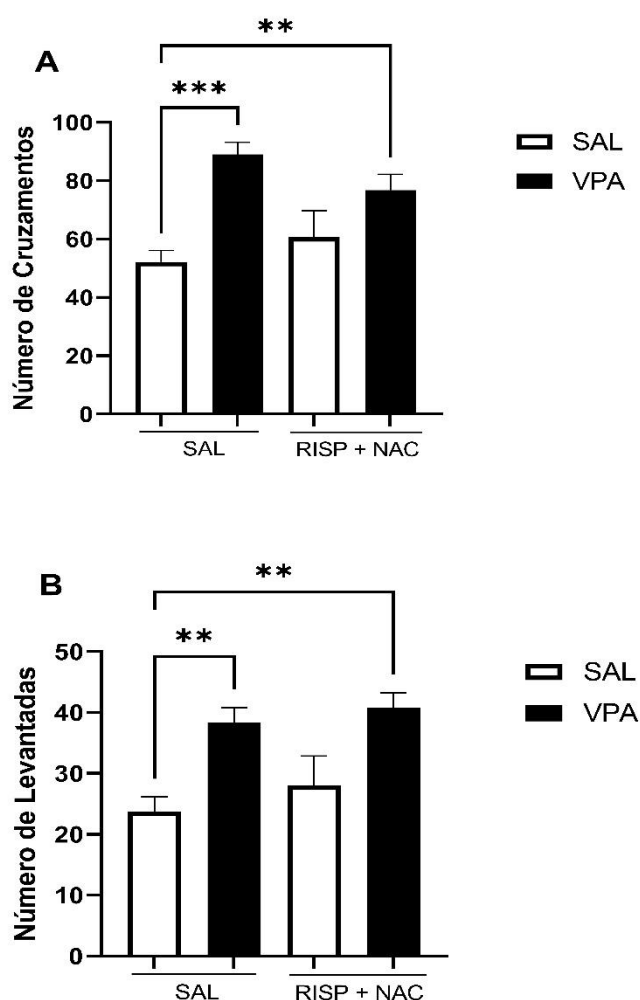 **
A
***
100
80
60
40
20
0
Número de Cruzamentos
SAL
RISP + NAC
SAL
VPA
**
B
**
50
40
30
20
10
0
Número de Levantadas
SAL
RISP + NAC
SAL
VPA